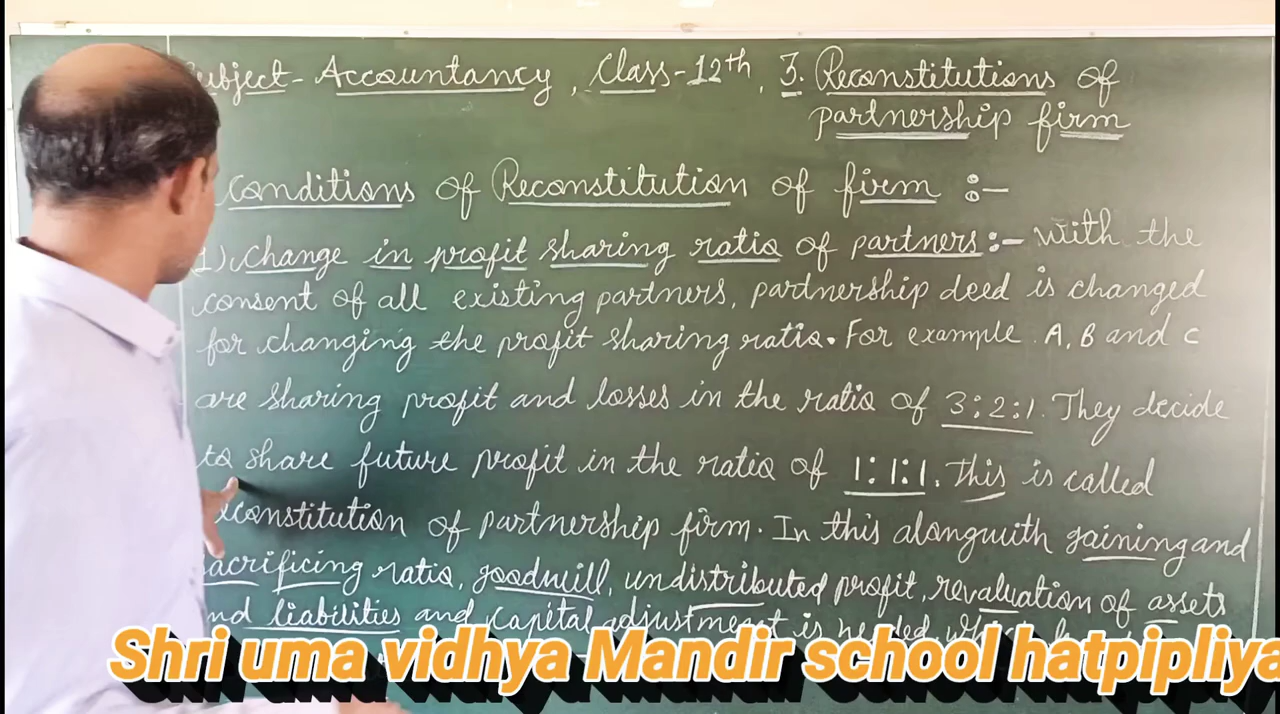 ubject - Accountancy, Class-12th, 3. Reconstitutions of
partnership firm
Conditions of Reconstitution of firm :-
1) Change in profit sharing ratio of partners :- With the
consent of all existing partners, partnership deed is changed
for changing the profit sharing ratio. For example A, B and C
are sharing profit and losses in the ratio of 3:2:1. They decide
to share future profit in the ratio of 1:1:1. This is called
econstitution of partnership firm. In this alongwith gaining and
sacrificing ratio, goodwill, undistributed profit, revaluation of assets
nd liabilities and capital adjustment is needed
Shri uma vidhya Mandir school hatpipliya